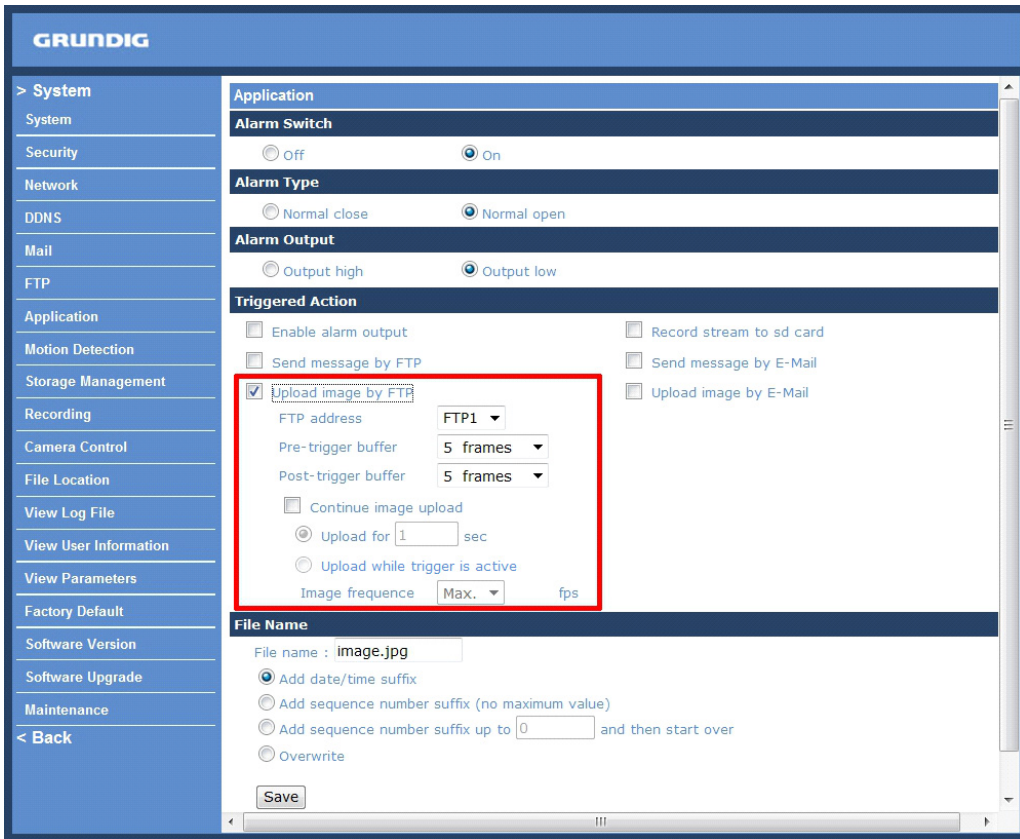 GRUNDIG
> System
System
Security
Network
DDNS
Mail
FTP
Application
Motion Detection
Storage Management
Recording
Camera Control
File Location
View Log File
View User Information
View Parameters
Factory Default
Software Version
Software Upgrade
Maintenance
< Back
Application
Alarm Switch
Off On
Alarm Type
Normal close Normal open
Alarm Output
Output high Output low
Triggered Action
Enable alarm output Record stream to sd card
Send message by FTP Send message by E-Mail
Upload image by FTP Upload image by E-Mail
FTP address FTP1
Pre-trigger buffer 5 frames
Post-trigger buffer 5 frames
Continue image upload
Upload for 1 sec
Upload while trigger is active
Image frequence Max. fps
File Name
File name : image.jpg
Add date/time suffix
Add sequence number suffix (no maximum value)
Add sequence number suffix up to 0 and then start over
Overwrite
Save